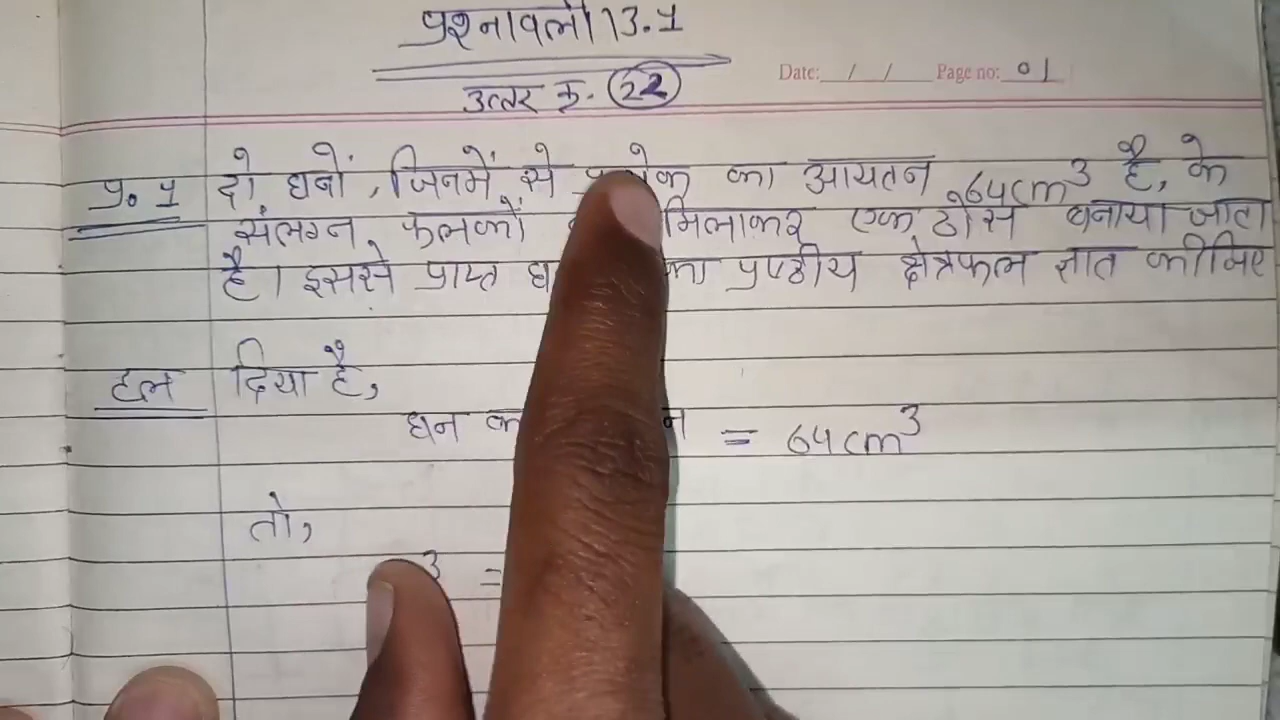 प्रश्नावली 13.1
Date: / / Page no: 01
उत्तर क्र. 22
प्र. 1 दो घनों, जिनमें से का आयतन 64cm³ है, के
संलग्न फलकों मिलाकर एक ठोस बनाया जाता
है। इससे प्राप्त का प्रष्ठीय क्षेत्रफल ज्ञात कीजिए
हल दिया है,
घन = 64cm³
तो,
3 =